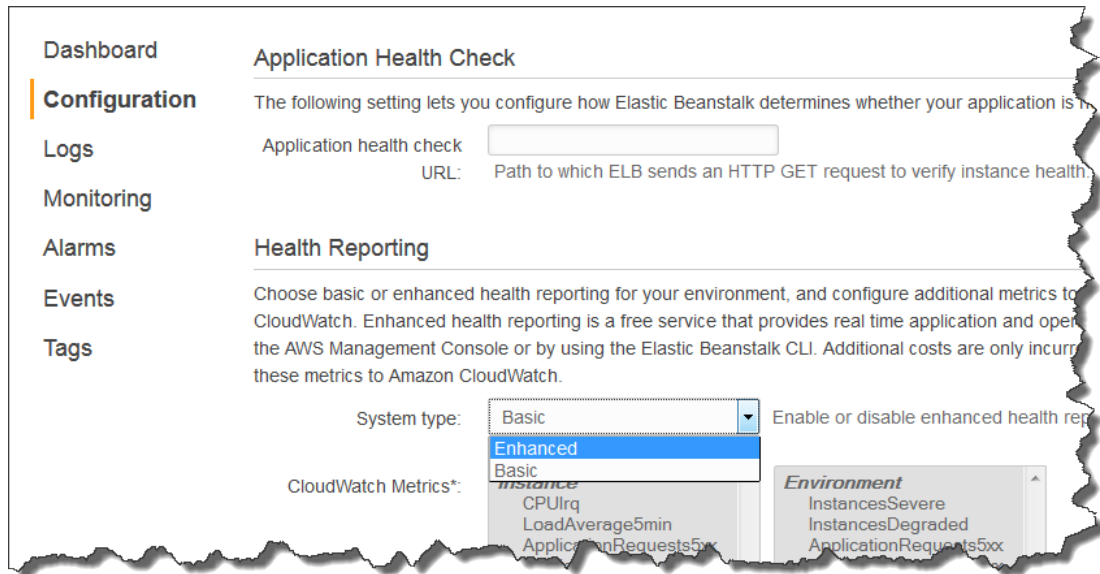 Dashboard
Configuration
Logs
Monitoring
Alarms
Events
Tags
Application Health Check
The following setting lets you configure how Elastic Beanstalk determines whether your application is
Application health check
URL:
Path to which ELB sends an HTTP GET request to verify instance health.
Health Reporting
Choose basic or enhanced health reporting for your environment, and configure additional metrics to
CloudWatch. Enhanced health reporting is a free service that provides real time application and
the AWS Management Console or by using the Elastic Beanstalk CLI. Additional costs are only
these metrics to Amazon CloudWatch.
System type:
Basic
Enable or disable enhanced health
Enhanced
Basic
CloudWatch Metrics*:
Instance
CPUIrq
LoadAverage5min
ApplicationRequests5xx
Environment
InstancesSevere
InstancesDegraded
ApplicationRequests5xx